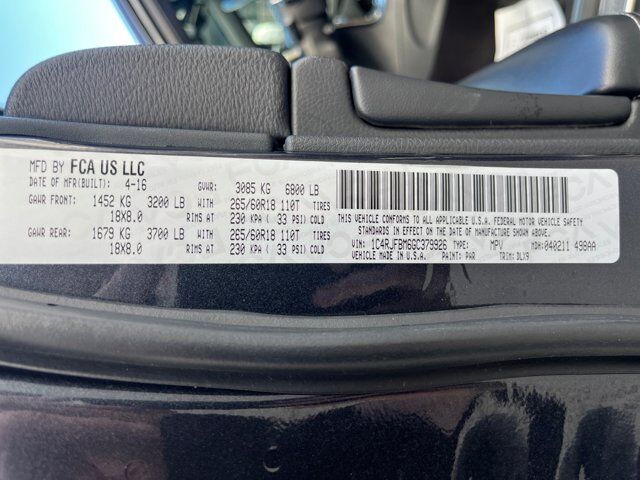 MFD BY FCA US LLC
DATE OF MFR(BUILT): 4-16 GVWR: 3085 KG 6800 LB
GAWR FRONT: 1452 KG 3200 LB WITH 265/60R18 110T TIRES
18X8.0 RIMS AT 230 KPA ( 33 PSI) COLD
GAWR REAR: 1679 KG 3700 LB WITH 265/60R18 110T TIRES
18X8.0 RIMS AT 230 KPA ( 33 PSI) COLD
THIS VEHICLE CONFORMS TO ALL APPLICABLE U.S.A. FEDERAL MOTOR VEHICLE SAFETY
STANDARDS IN EFFECT ON THE DATE OF MANUFACTURE SHOWN ABOVE.
VIN: 1C4RJFBM6GC379926 TYPE: MPV MDH: 040211 498AA
VEHICLE MADE IN U.S.A. PAINT: PAR TRIM: DLX9